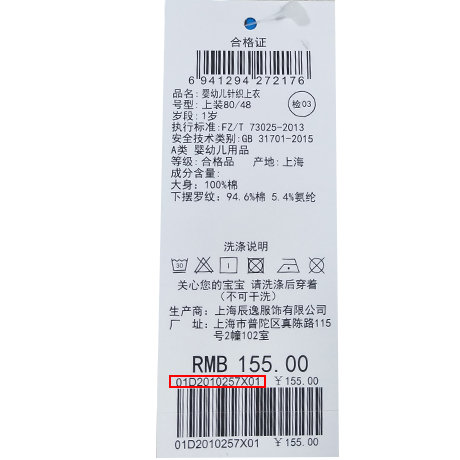 合格证
6 941294 272176
品名:婴幼儿针织上衣
号型:上装80/48
检03
岁段:1岁
执行标准:FZ/T 73025-2013
安全技术类别:GB 31701-2015
A类 婴幼儿用品
等级:合格品 产地:上海
成分含量:
大身:100%棉
下摆罗纹:94.6%棉 5.4%氨纶
洗涤说明
30
关心您的宝宝 请洗涤后穿着
(不可干洗)
生产商:上海辰逸服饰有限公司
厂 址:上海市普陀区真陈路115
号2幢102室
RMB 155.00
01D2010257X01 ¥155.00
01D2010257X01 ¥155.00